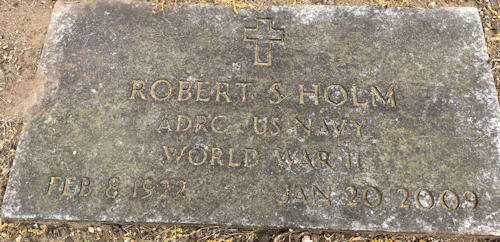 ROBERT S HOLM
ADRC US NAVY
WORLD WAR II
FEB 8 1922 JAN 20 2009